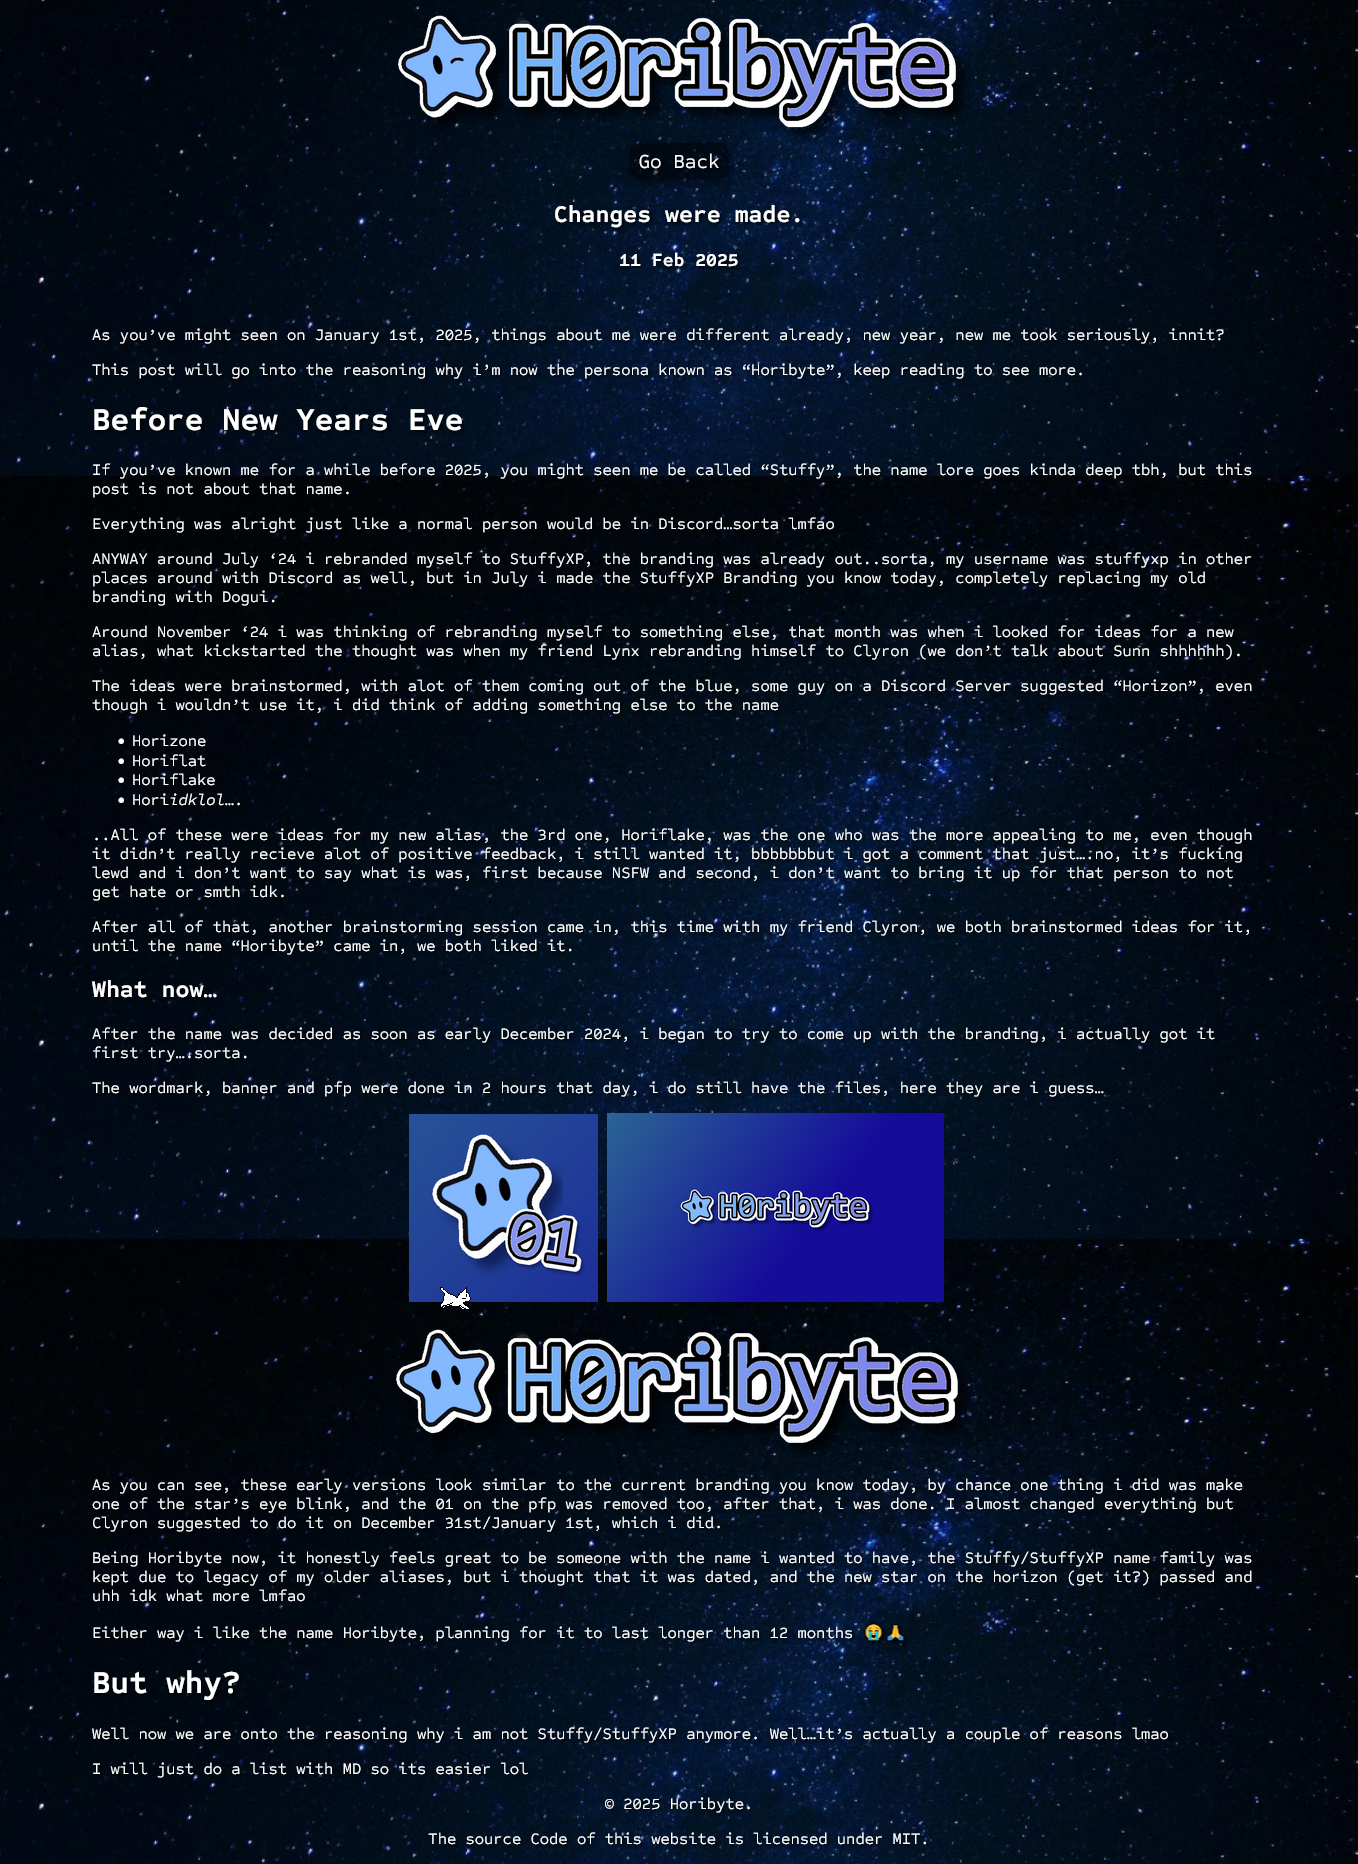 H0ribyte
Go Back
Changes were made.
11 Feb 2025
As you’ve might seen on January 1st, 2025, things about me were different already, new year, new me took seriously, innit?
This post will go into the reasoning why i’m now the persona known as “Horibyte”, keep reading to see more.
Before New Years Eve
If you’ve known me for a while before 2025, you might seen me be called “Stuffy”, the name lore goes kinda deep tbh, but this
post is not about that name.
Everything was alright just like a normal person would be in Discord…sorta lmfao
ANYWAY around July ‘24 i rebranded myself to StuffyXP, the branding was already out..sorta, my username was stuffyxp in other
places around with Discord as well, but in July i made the StuffyXP Branding you know today, completely replacing my old
branding with Dogui.
Around November ‘24 i was thinking of rebranding myself to something else, that month was when i looked for ideas for a new
alias, what kickstarted the thought was when my friend Lynx rebranding himself to Clyron (we don’t talk about Sunn shhhhhh).
The ideas were brainstormed, with alot of them coming out of the blue, some guy on a Discord Server suggested “Horizon”, even
though i wouldn’t use it, i did think of adding something else to the name
• Horizone
• Horiflat
• Horiflake
• Horiidklol….
..All of these were ideas for my new alias, the 3rd one, Horiflake, was the one who was the more appealing to me, even though
it didn’t really recieve alot of positive feedback, i still wanted it, bbbbbbbut i got a comment that just….no, it’s fucking
lewd and i don’t want to say what is was, first because NSFW and second, i don’t want to bring it up for that person to not
get hate or smth idk.
After all of that, another brainstorming session came in, this time with my friend Clyron, we both brainstormed ideas for it,
until the name “Horibyte” came in, we both liked it.
What now…
After the name was decided as soon as early December 2024, i began to try to come up with the branding, i actually got it
first try….sorta.
The wordmark, banner and pfp were done in 2 hours that day, i do still have the files, here they are i guess…
01
H0ribyte
H0ribyte
As you can see, these early versions look similar to the current branding you know today, by chance one thing i did was make
one of the star’s eye blink, and the 01 on the pfp was removed too, after that, i was done. I almost changed everything but
Clyron suggested to do it on December 31st/January 1st, which i did.
Being Horibyte now, it honestly feels great to be someone with the name i wanted to have, the Stuffy/StuffyXP name family was
kept due to legacy of my older aliases, but i thought that it was dated, and the new star on the horizon (get it?) passed and
uhh idk what more lmfao
Either way i like the name Horibyte, planning for it to last longer than 12 months 😭🙏
But why?
Well now we are onto the reasoning why i am not Stuffy/StuffyXP anymore. Well…it’s actually a couple of reasons lmao
I will just do a list with MD so its easier lol
© 2025 Horibyte.
The source Code of this website is licensed under MIT.